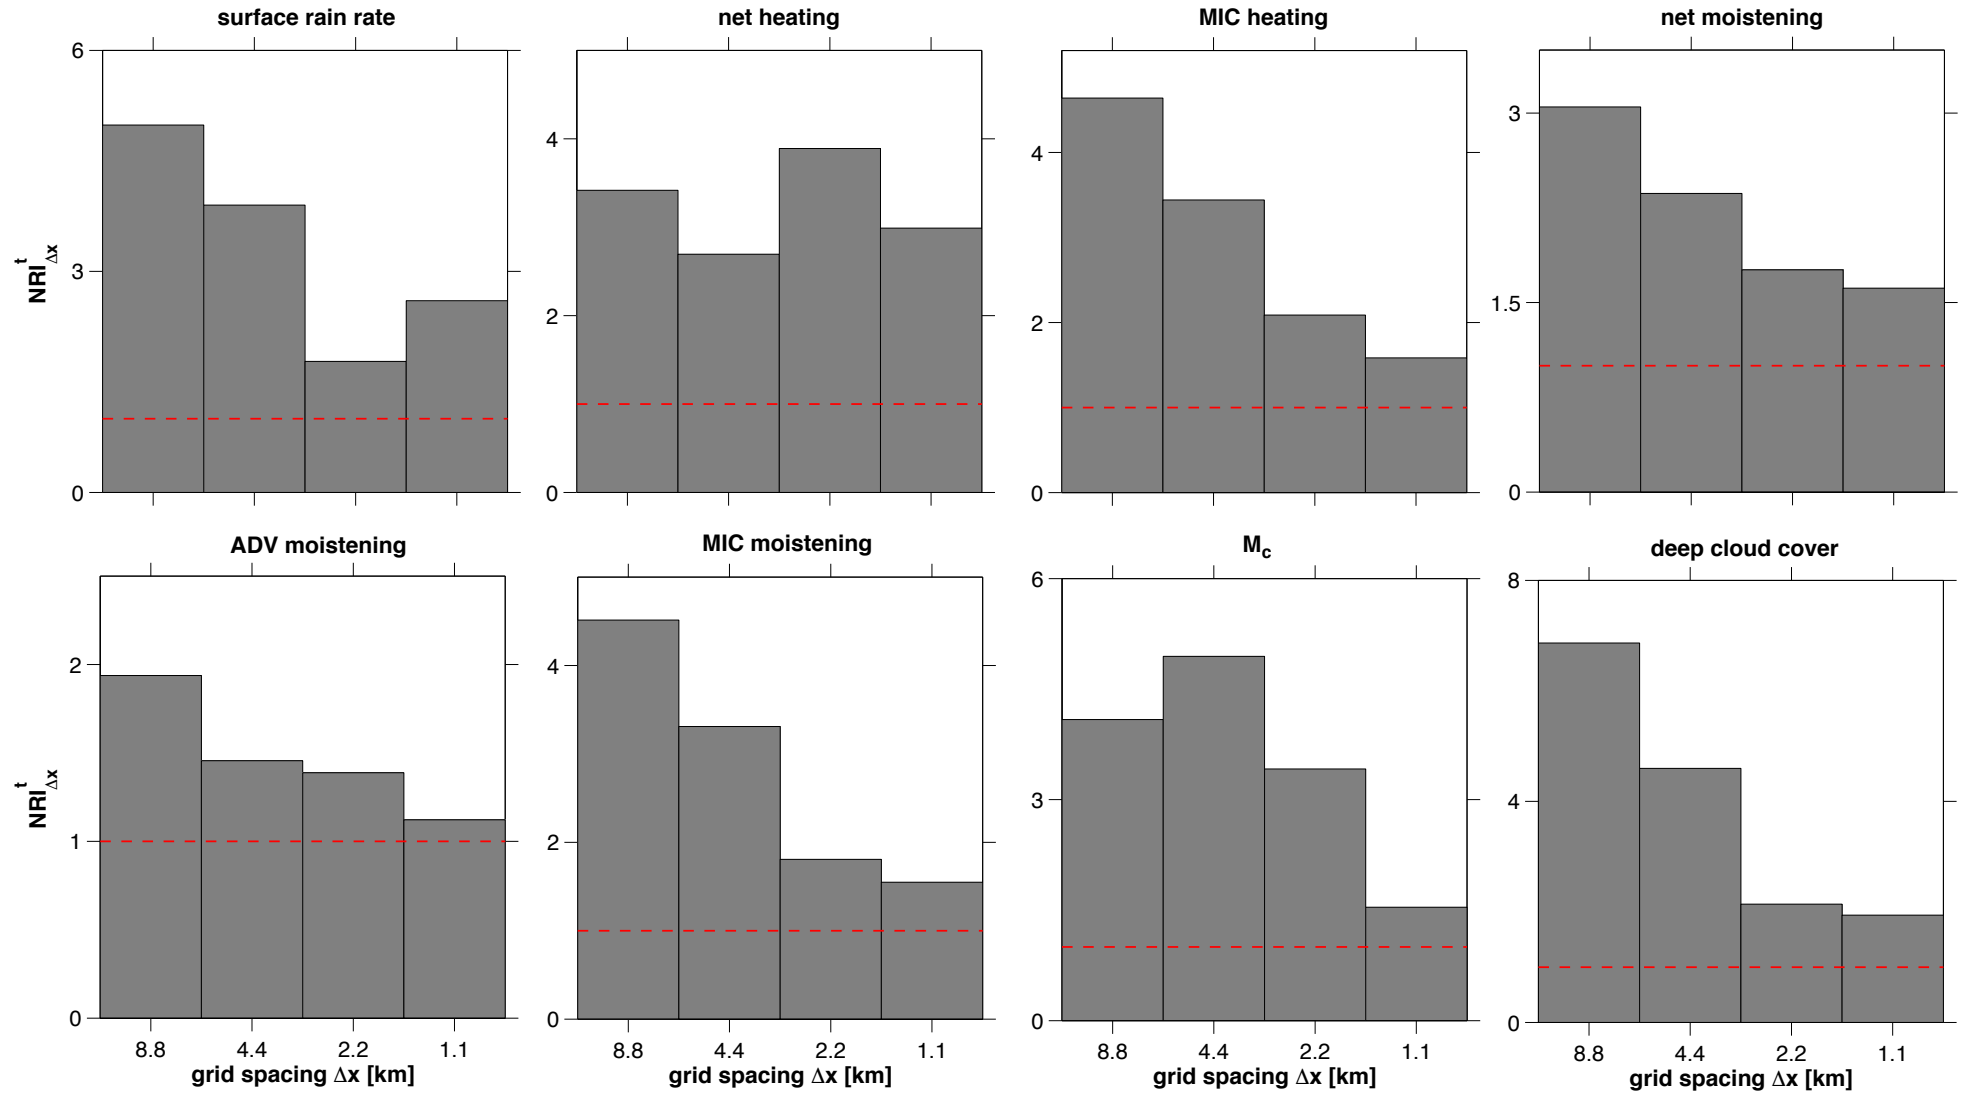 surface rain rate
net heating
MIC heating
net moistening
6
3
0
4
2
0
4
2
0
3
1.5
0
NRI^t_Δx
ADV moistening
MIC moistening
M_c
deep cloud cover
2
1
0
4
2
0
6
3
0
8
4
0
NRI^t_Δx
8.8 4.4 2.2 1.1
8.8 4.4 2.2 1.1
8.8 4.4 2.2 1.1
8.8 4.4 2.2 1.1
grid spacing Δx [km]
grid spacing Δx [km]
grid spacing Δx [km]
grid spacing Δx [km]